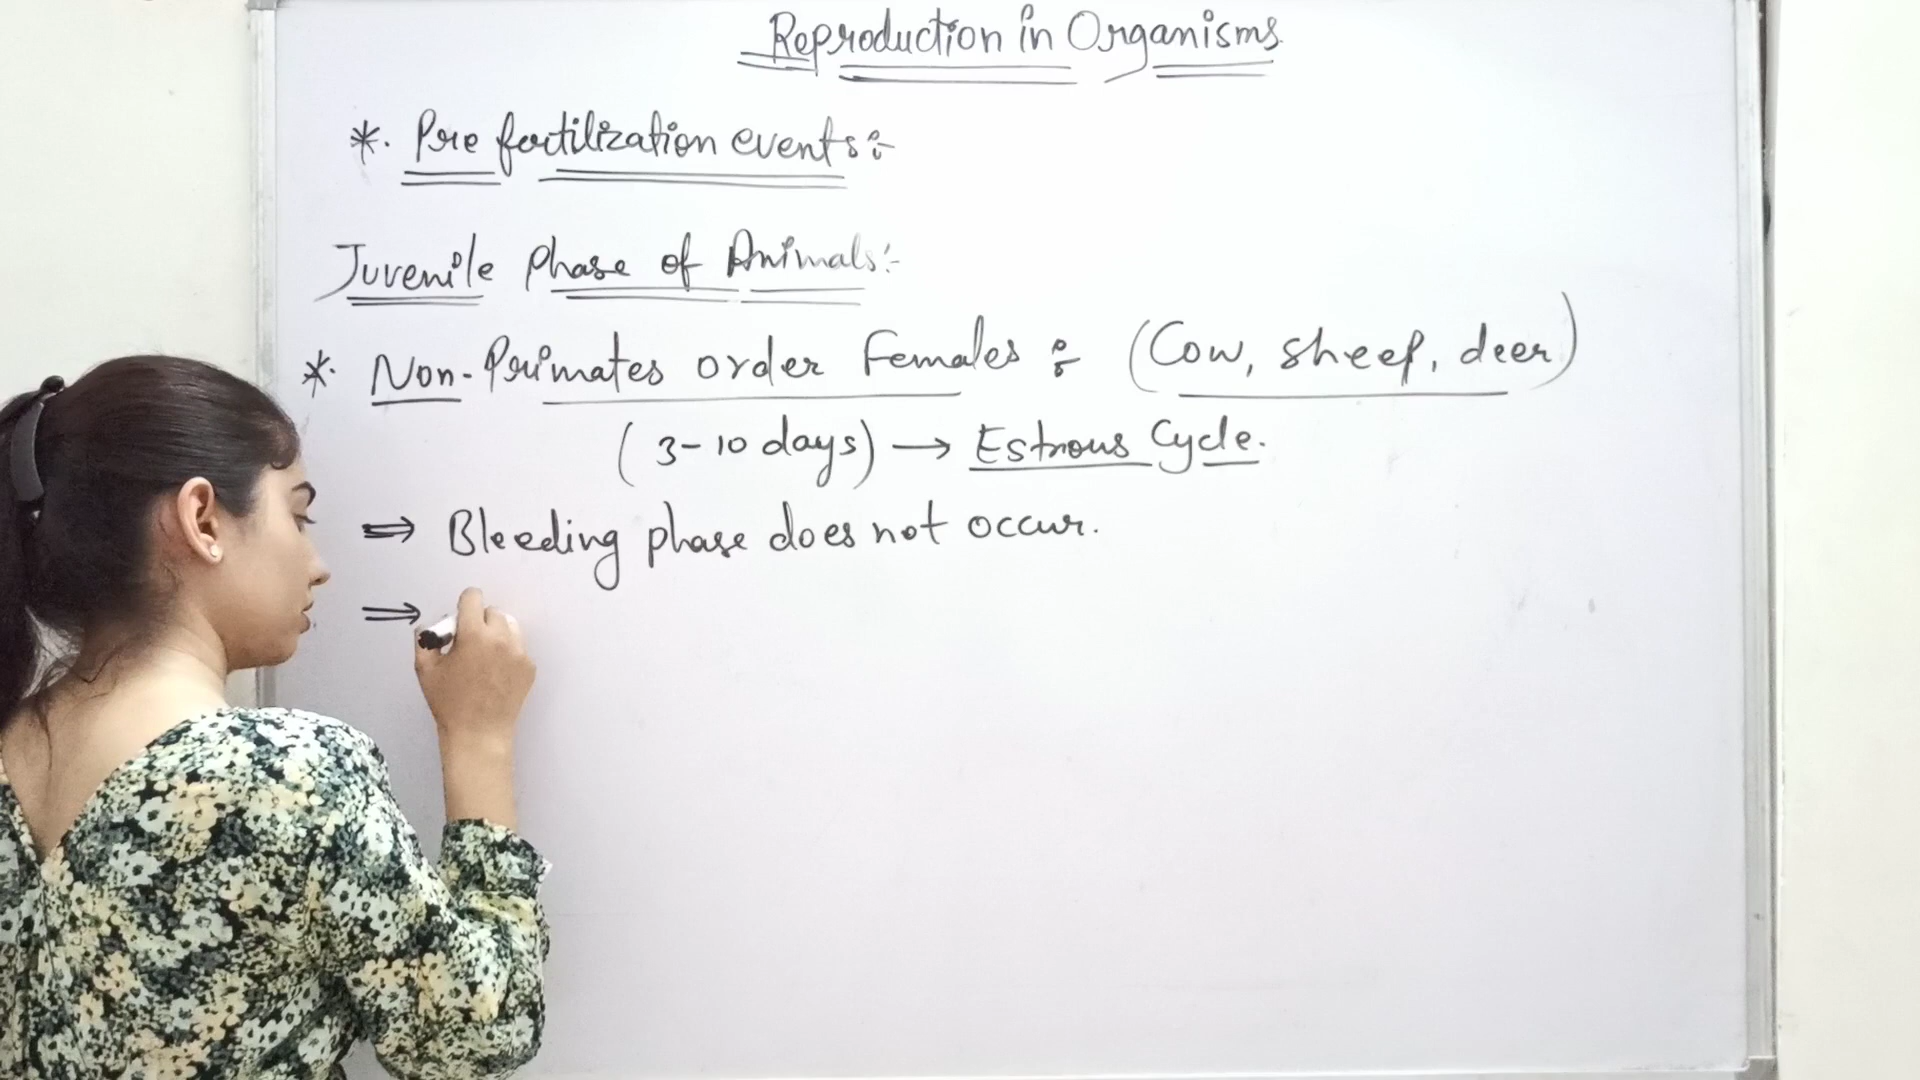 Reproduction in Organisms
*. Pre fertilization events :-
Juvenile Phase of Animals :-
*. Non-Primates order Females : (Cow, sheep, deer)
(3-10 days) → Estrous Cycle.
⇒ Bleeding phase does not occur.
⇒